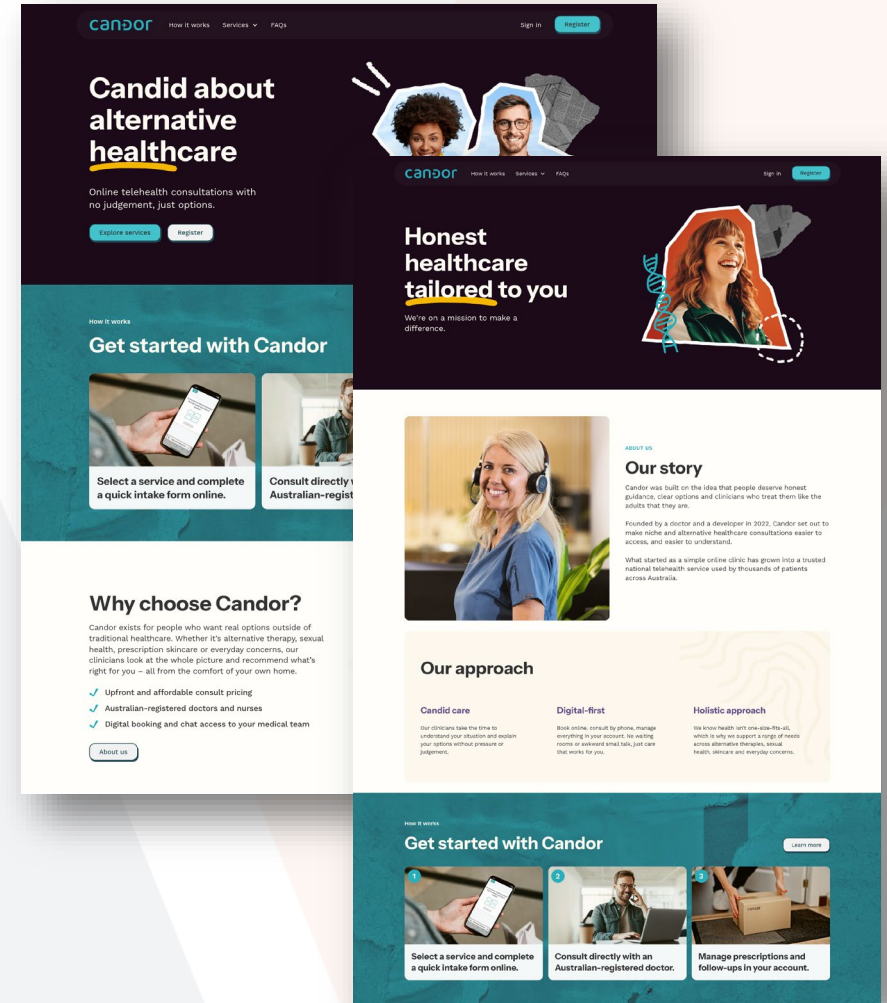 candor
How it works
Services
FAQs
Sign in
Register
Candid about
alternative
healthcare
Online telehealth consultations with
no judgement, just options.
Explore services
Register
How it works
Get started with Candor
Select a service and complete
a quick intake form online.
Consult directly
Australian-regist
Why choose Candor?
Candor exists for people who want real options outside of
traditional healthcare. Whether it's alternative therapy, sexual
health, prescription skincare or everyday concerns, our
clinicians look at the whole picture and recommend what's
right for you – all from the comfort of your own home.
Upfront and affordable consult pricing
Australian-registered doctors and nurses
Digital booking and chat access to your medical team
About us
candor
How it works
Services
FAQs
Sign in
Register
Honest
healthcare
tailored to you
We're on a mission to make a
difference.
ABOUT US
Our story
Candor was built on the idea that people deserve honest
guidance, clear options and clinicians who treat them like the
adults that they are.
Founded by a doctor and a developer in 2022, Candor set out to
make niche and alternative healthcare consultations easier to
access, and easier to understand.
What started as a simple online clinic has grown into a trusted
national telehealth service used by thousands of patients
across Australia.
Our approach
Candid care
Our clinicians take the time to
understand your situation and explain
your options without pressure or
judgement.
Digital-first
Book online, consult by phone, manage
everything in your account. No waiting
rooms or awkward small talk, just care
that works for you.
Holistic approach
We know health isn't one-size-fits-all,
which is why we support a range of needs
across alternative therapies, sexual
health, skincare and everyday concerns.
How it works
Get started with Candor
Learn more
1
Select a service and complete
a quick intake form online.
2
Consult directly with an
Australian-registered doctor.
3
candor
Manage prescriptions and
follow-ups in your account.